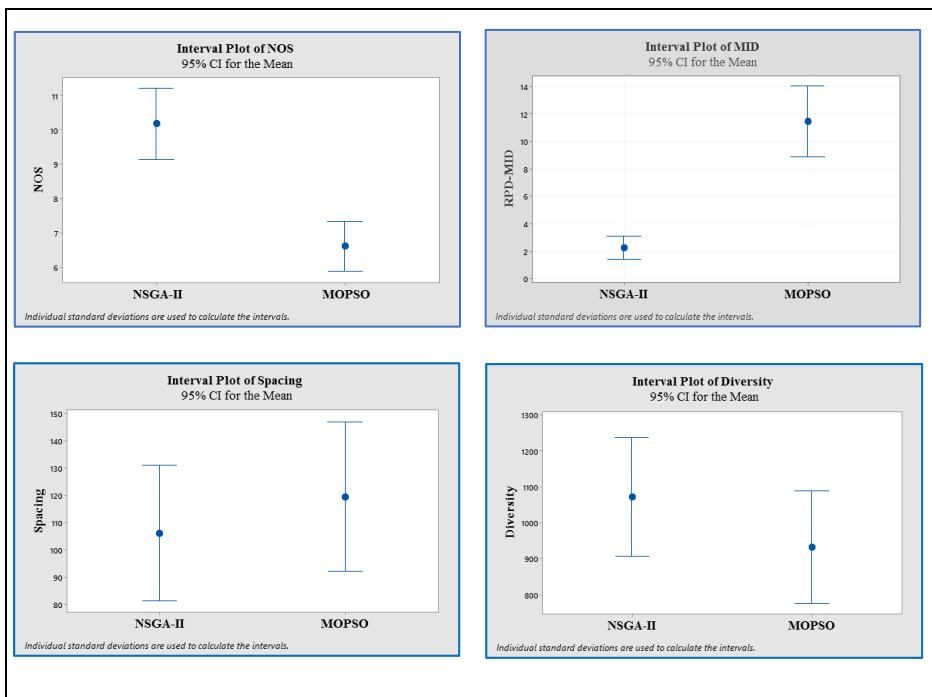 Interval Plot of NOS
95% CI for the Mean
NOS
11
10
9
8
7
6
NSGA-II MOPSO
Individual standard deviations are used to calculate the intervals.
Interval Plot of MID
95% CI for the Mean
RPD-MID
14
12
10
8
6
4
2
0
NSGA-II MOPSO
Individual standard deviations are used to calculate the intervals.
Interval Plot of Spacing
95% CI for the Mean
Spacing
150
140
130
120
110
100
90
80
NSGA-II MOPSO
Individual standard deviations are used to calculate the intervals.
Interval Plot of Diversity
95% CI for the Mean
Diversity
1300
1200
1100
1000
900
800
NSGA-II MOPSO
Individual standard deviations are used to calculate the intervals.